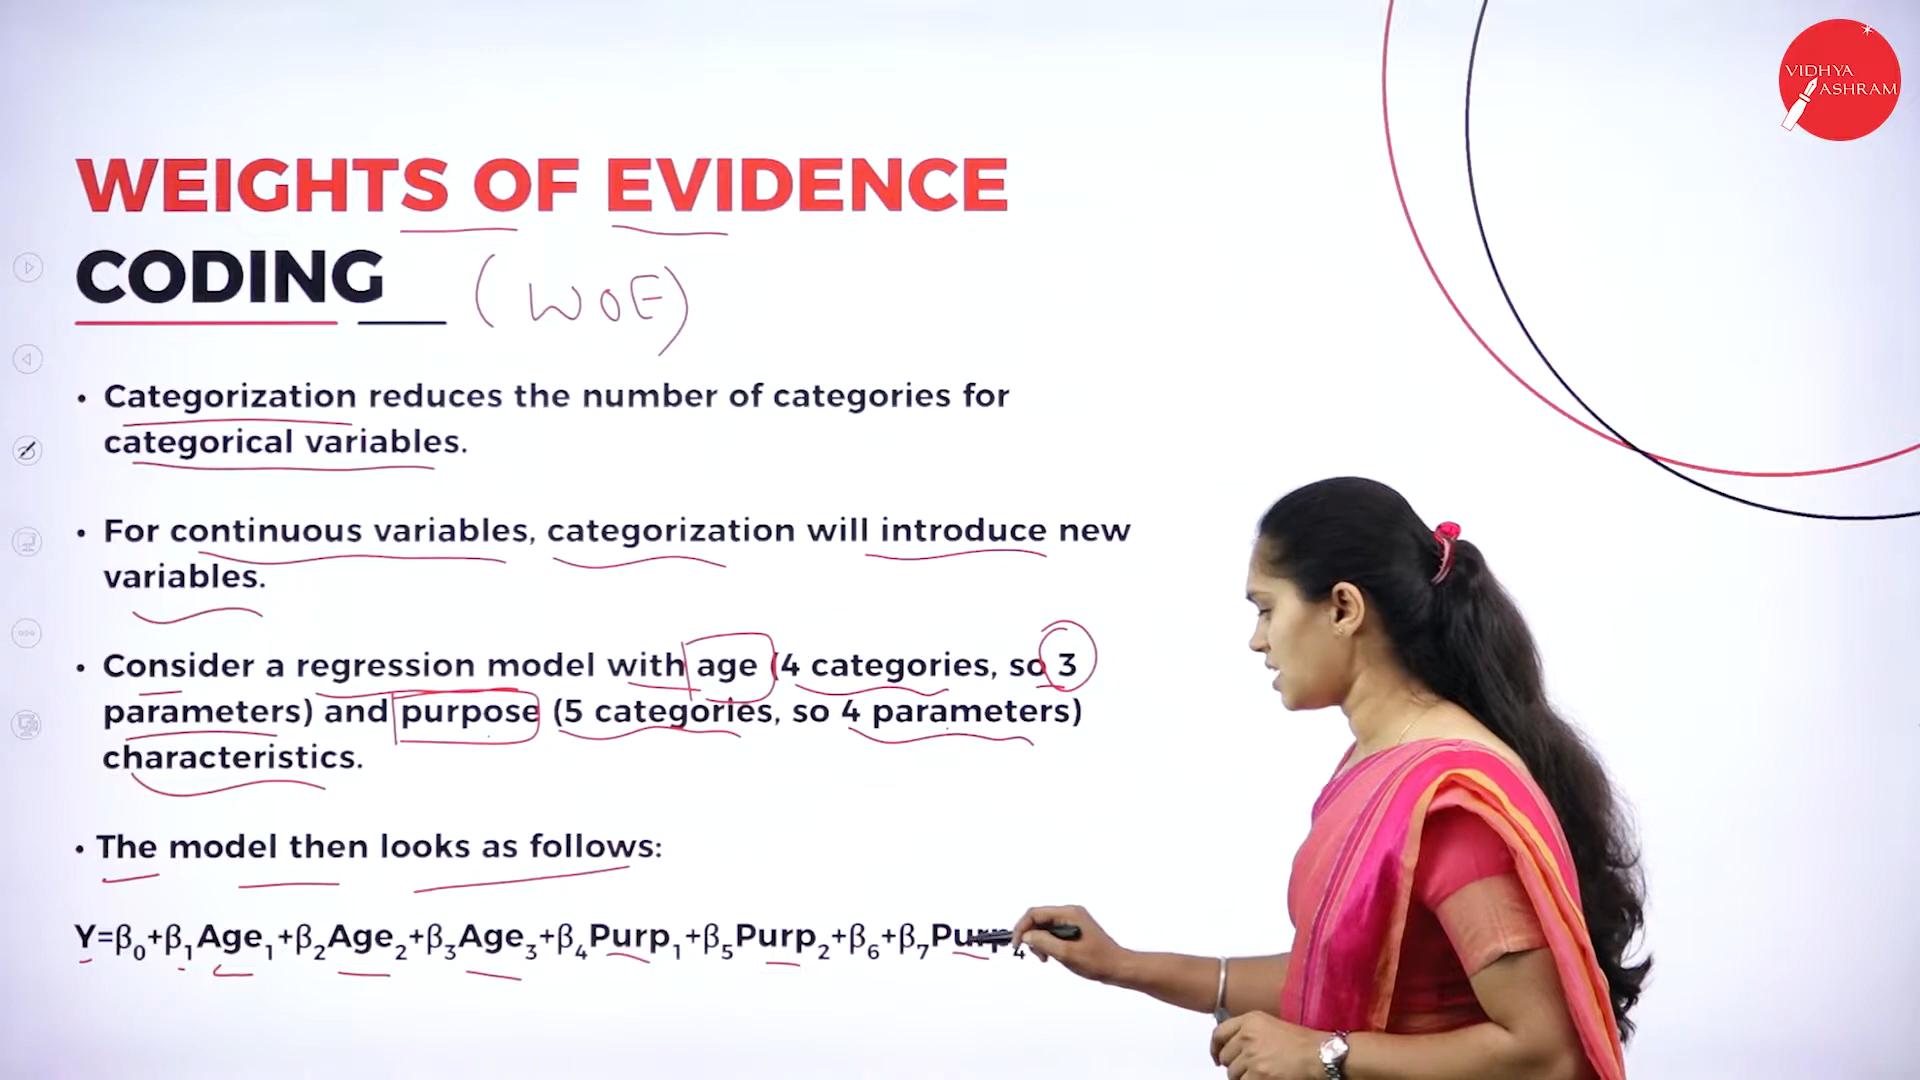 VIDHYA
ASHRAM
WEIGHTS OF EVIDENCE
CODING
(WOE)
• Categorization reduces the number of categories for
categorical variables.
• For continuous variables, categorization will introduce new
variables.
• Consider a regression model with age (4 categories, so 3
parameters) and purpose (5 categories, so 4 parameters)
characteristics.
• The model then looks as follows:
Y=β₀+β₁Age₁+β₂Age₂+β₃Age₃+β₄Purp₁+β₅Purp₂+β₆+β₇Purp₄